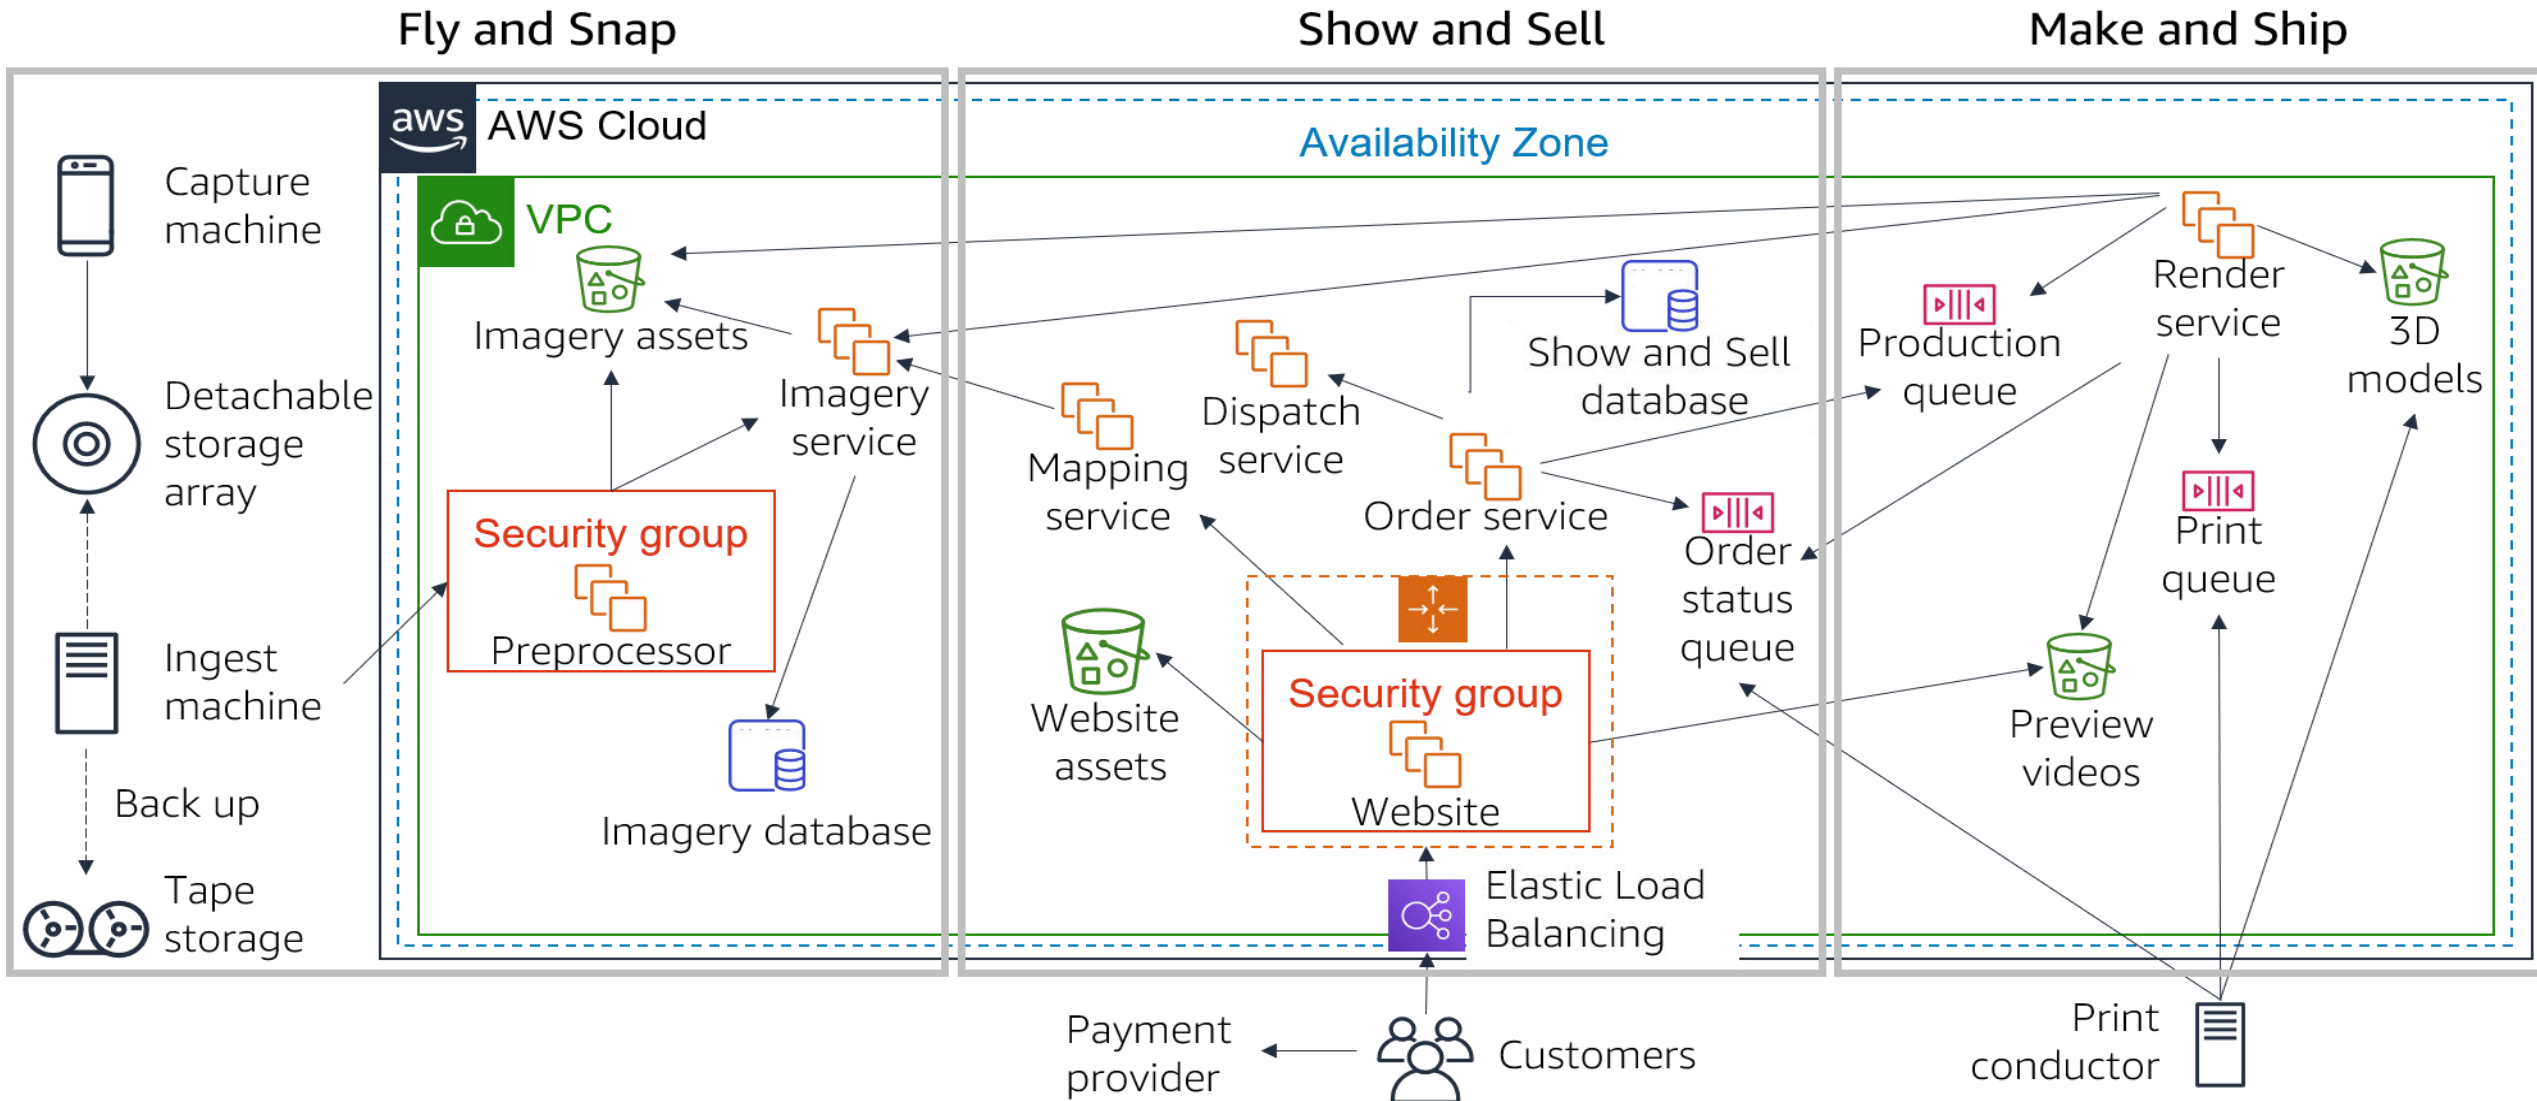 Fly and Snap
Show and Sell
Make and Ship
aws
AWS Cloud
Availability Zone
VPC
Capture
machine
Detachable
storage
array
Ingest
machine
Back up
Tape
storage
Imagery assets
Imagery
service
Security group
Preprocessor
Imagery database
Mapping
service
Dispatch
service
Show and Sell
database
Order service
Order
status
queue
Website
assets
Security group
Website
Elastic Load
Balancing
Production
queue
Render
service
3D
models
Print
queue
Preview
videos
Payment
provider
Customers
Print
conductor